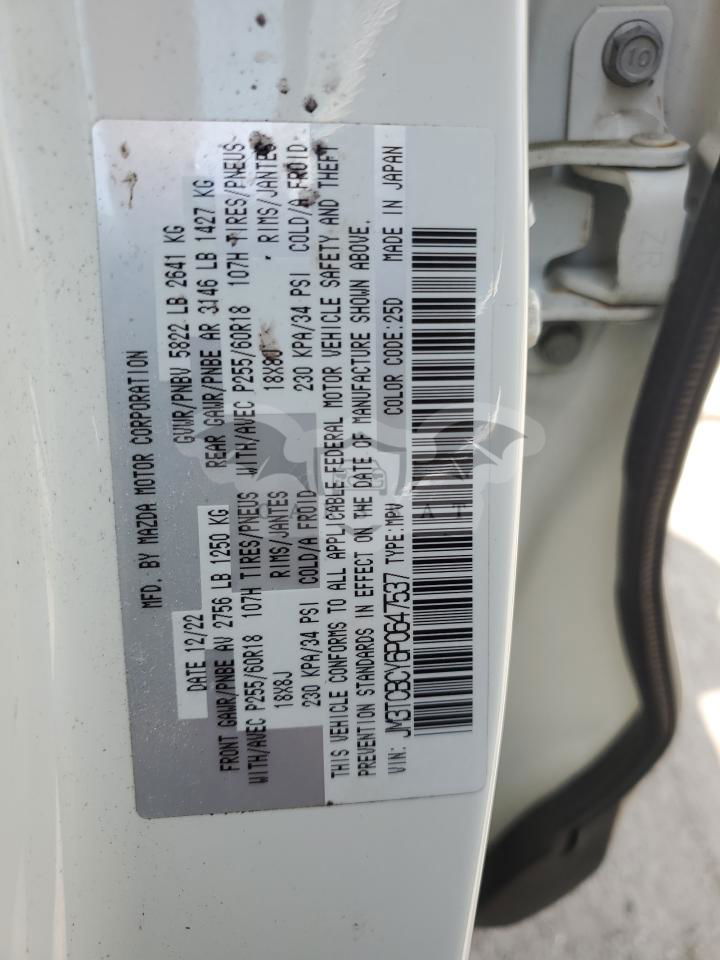 MFD. BY MAZDA MOTOR CORPORATION
DATE 12/22 GVWR/PNBV 5822 LB 2641 KG
FRONT GAWR/PNBE AV 2756 LB 1250 KG REAR GAWR/PNBE AR 3146 LB 1427 KG
WITH/AVEC P255/60R18 107H TIRES/PNEUS WITH/AVEC P255/60R18 107H TIRES/PNEUS
18X8J RIMS/JANTES 18X8J RIMS/JANTES
230 KPA/34 PSI COLD/A FROID 230 KPA/34 PSI COLD/A FROID
THIS VEHICLE CONFORMS TO ALL APPLICABLE FEDERAL MOTOR VEHICLE SAFETY AND THEFT
PREVENTION STANDARDS IN EFFECT ON THE DATE OF MANUFACTURE SHOWN ABOVE.
VIN: JM3TCBCY6P0647537 TYPE:MPV COLOR CODE:25D MADE IN JAPAN
10
ZR